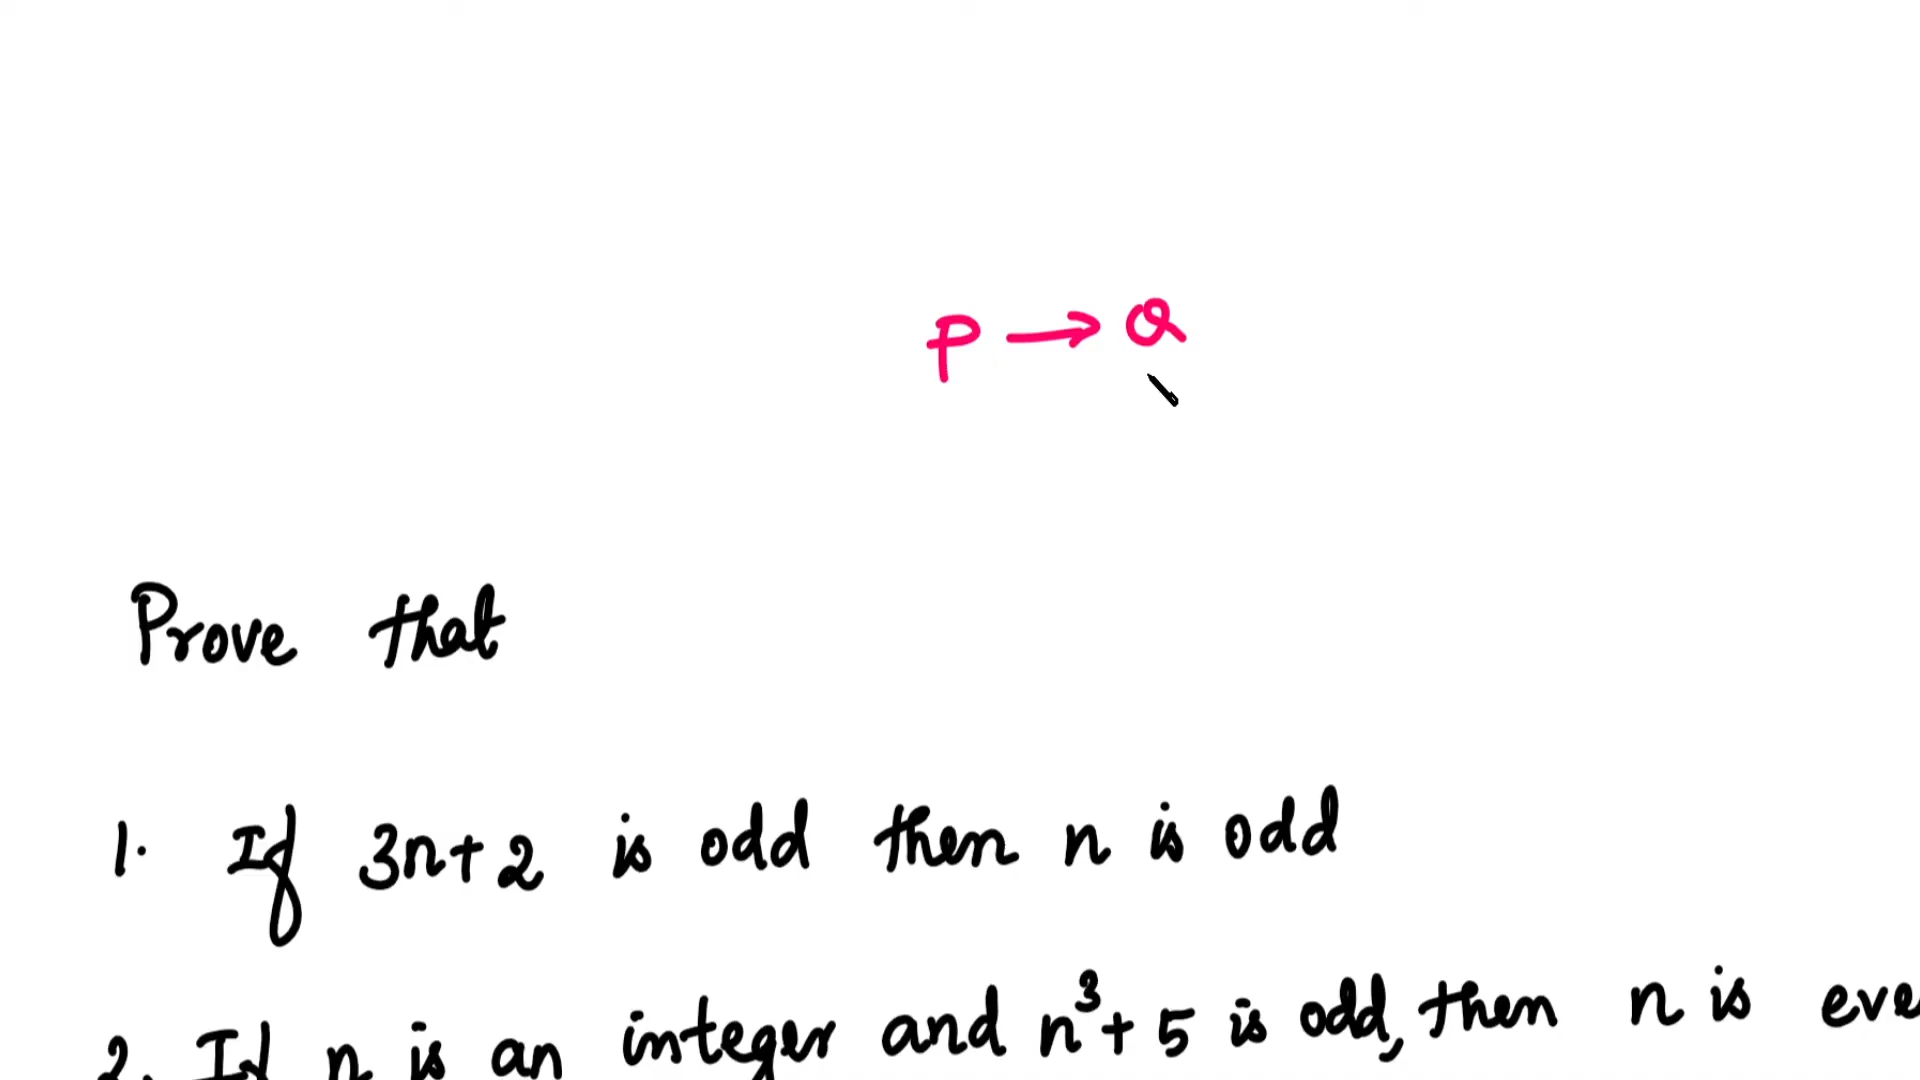 P → Q
Prove that
1. If 3n+2 is odd then n is odd
2. If n is an integer and n³+5 is odd, then n is eve